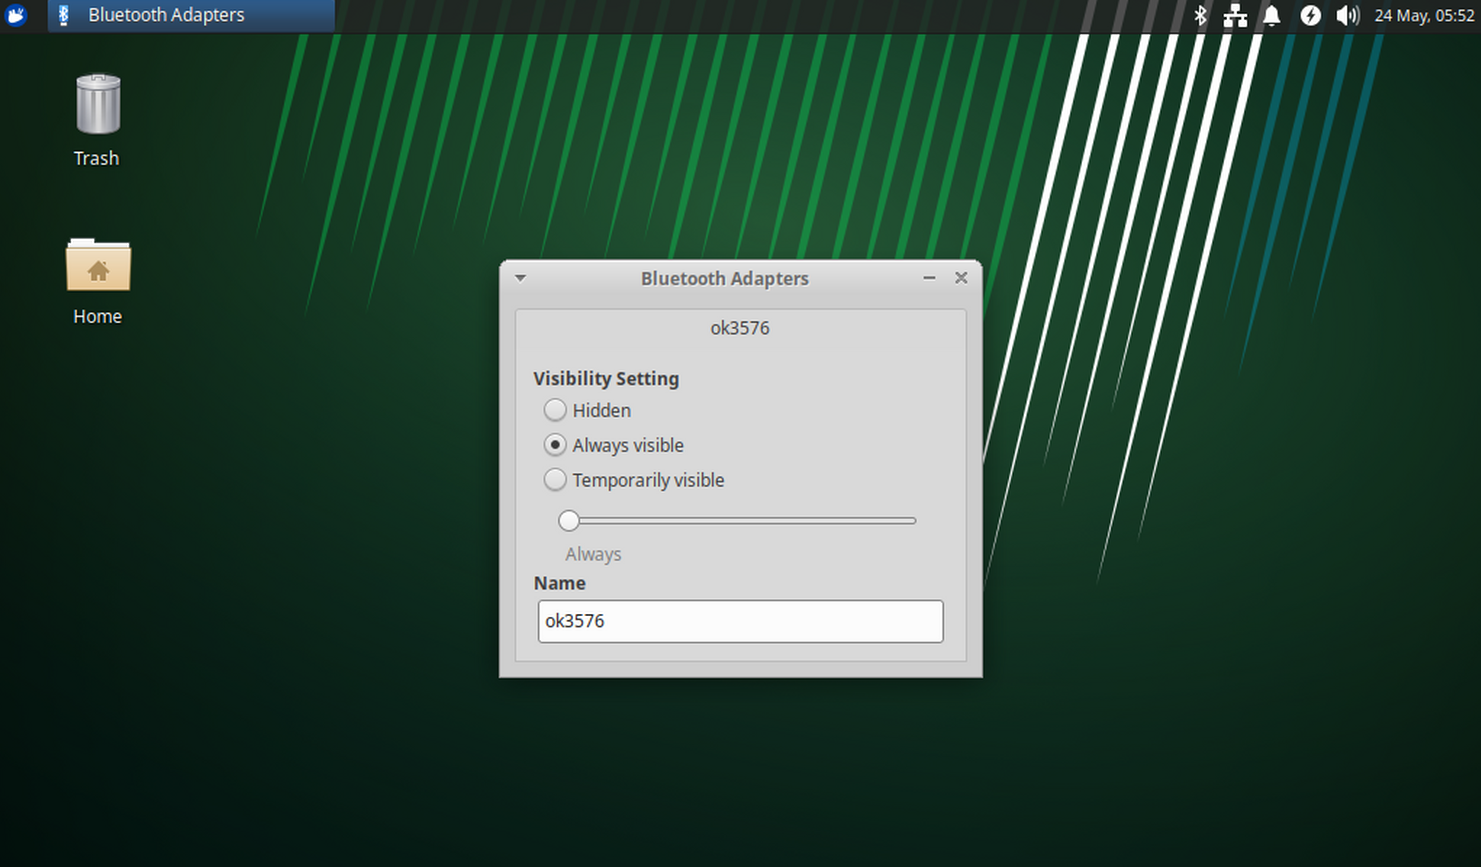 Bluetooth Adapters
24 May, 05:52
Trash
Home
Bluetooth Adapters
ok3576
Visibility Setting
Hidden
Always visible
Temporarily visible
Always
Name
ok3576